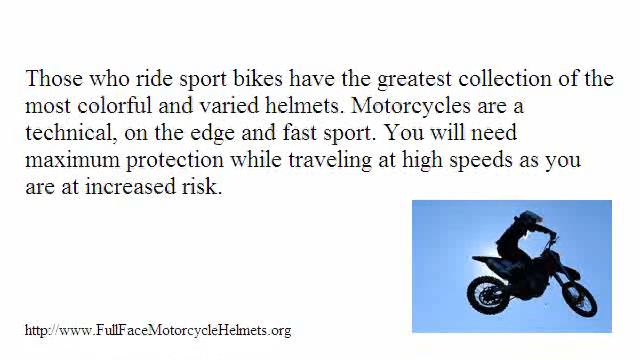 Those who ride sport bikes have the greatest collection of the
most colorful and varied helmets. Motorcycles are a
technical, on the edge and fast sport. You will need
maximum protection while traveling at high speeds as you
are at increased risk.
http://www.FullFaceMotorcycleHelmets.org